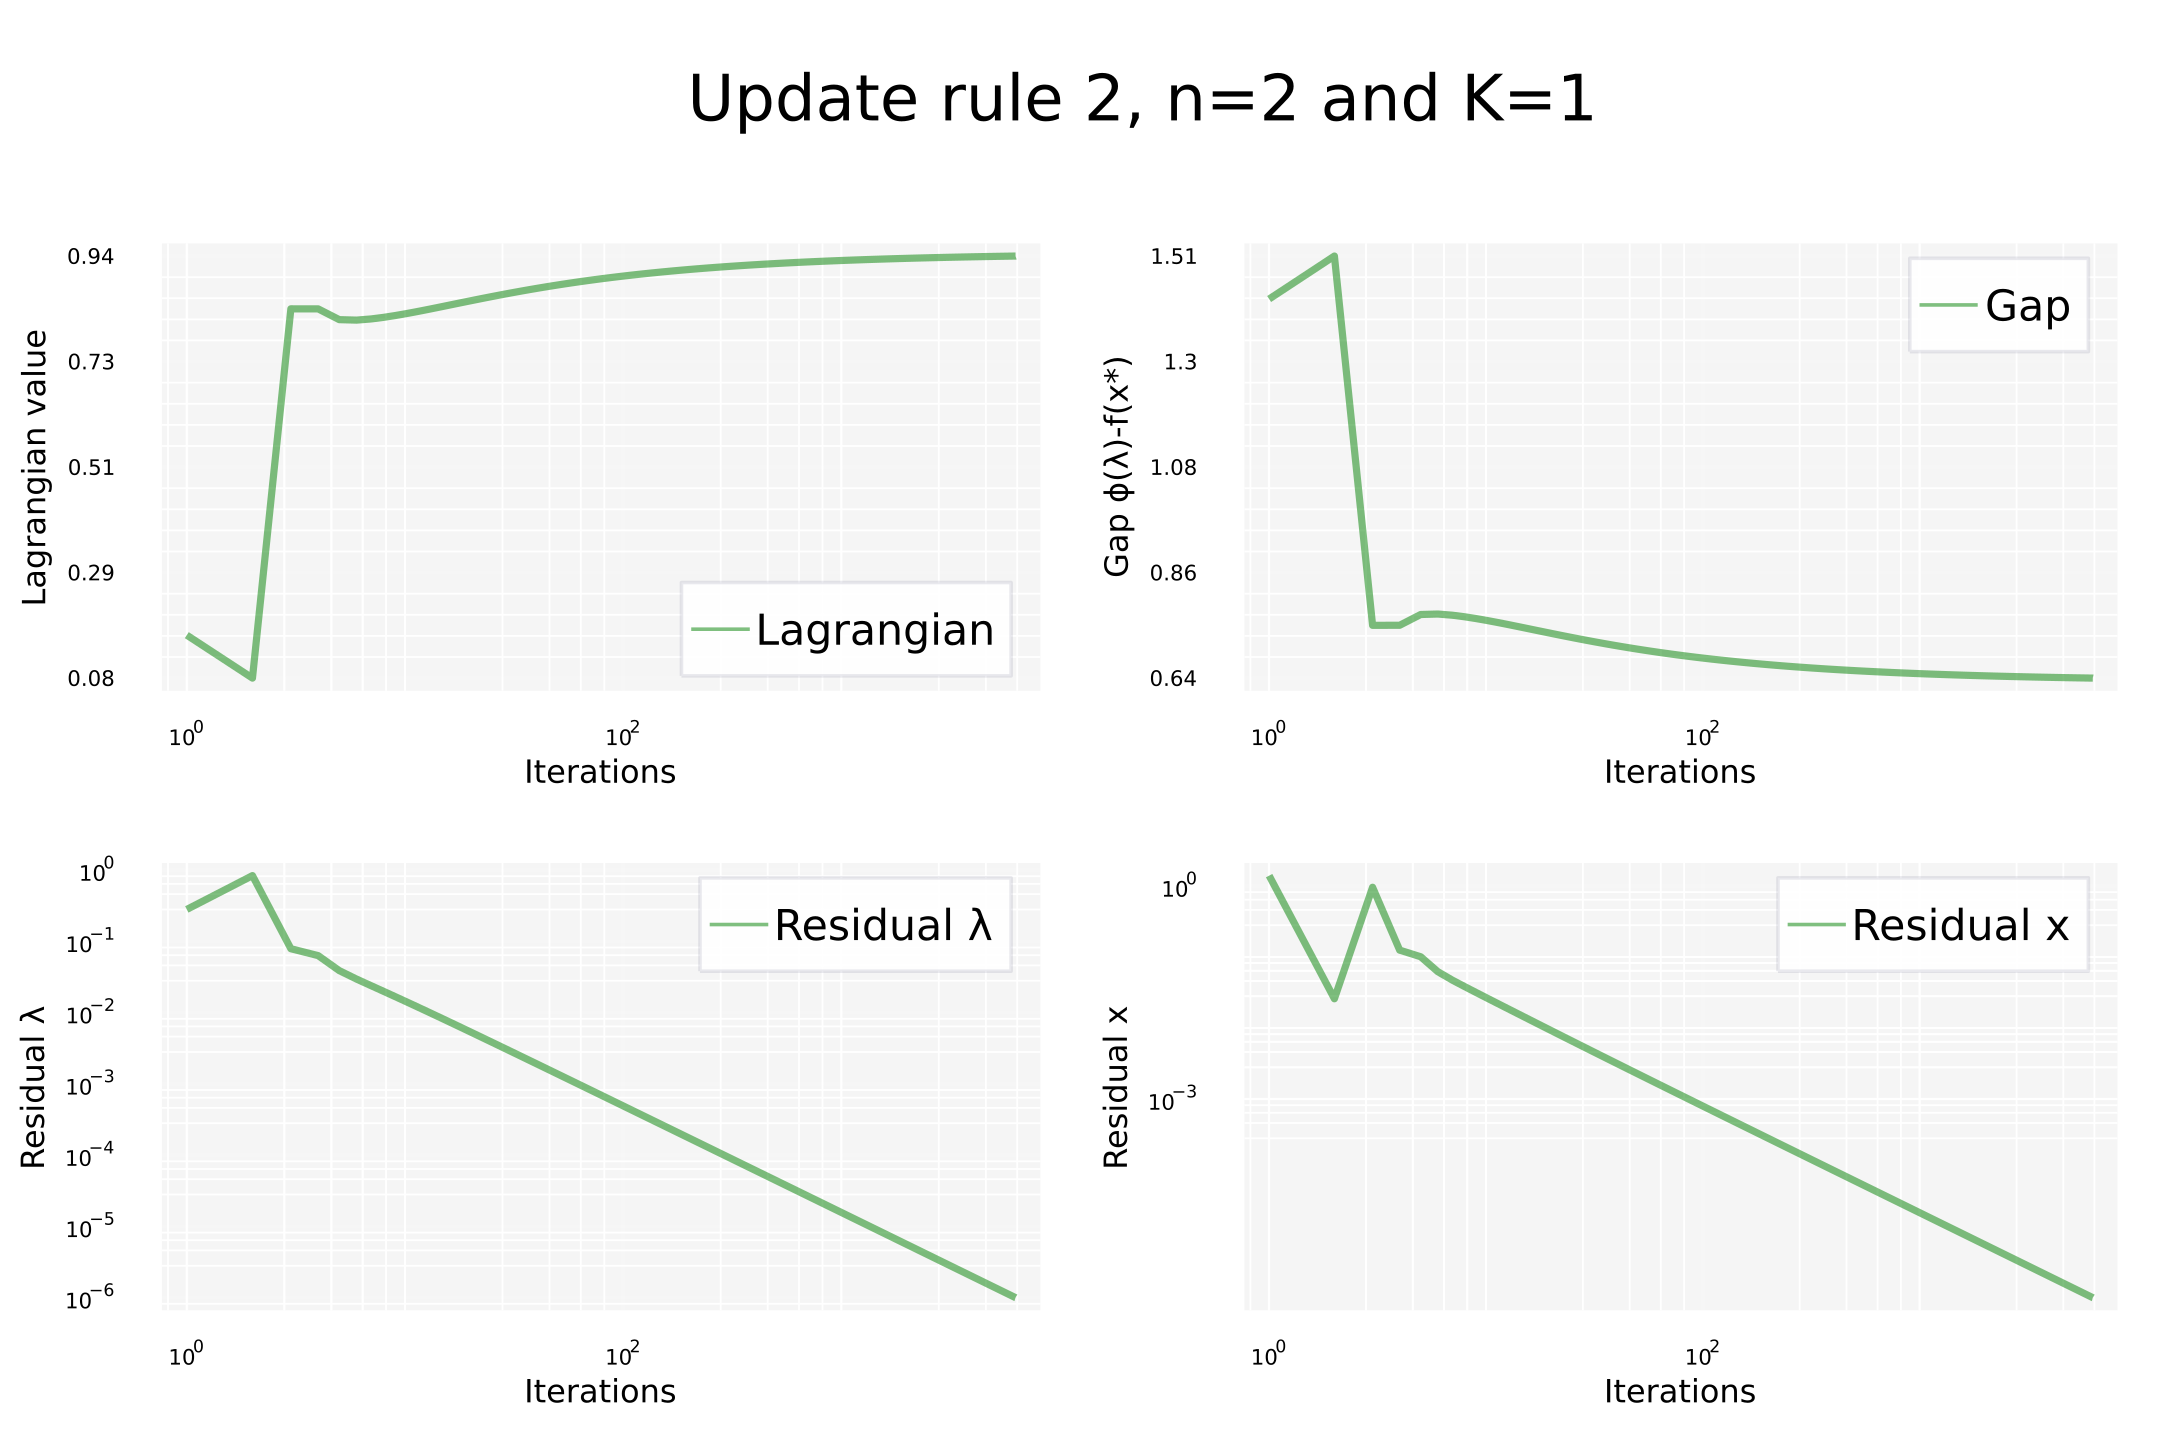 Update rule 2, n=2 and K=1
Lagrangian value
0.94
0.73
0.51
0.29
0.08
Lagrangian
10⁰
10²
Iterations
Gap ϕ(λ)-f(x*)
1.51
1.3
1.08
0.86
0.64
Gap
10⁰
10²
Iterations
Residual λ
10⁰
10⁻¹
10⁻²
10⁻³
10⁻⁴
10⁻⁵
10⁻⁶
Residual λ
10⁰
10²
Iterations
Residual x
10⁰
10⁻³
Residual x
10⁰
10²
Iterations